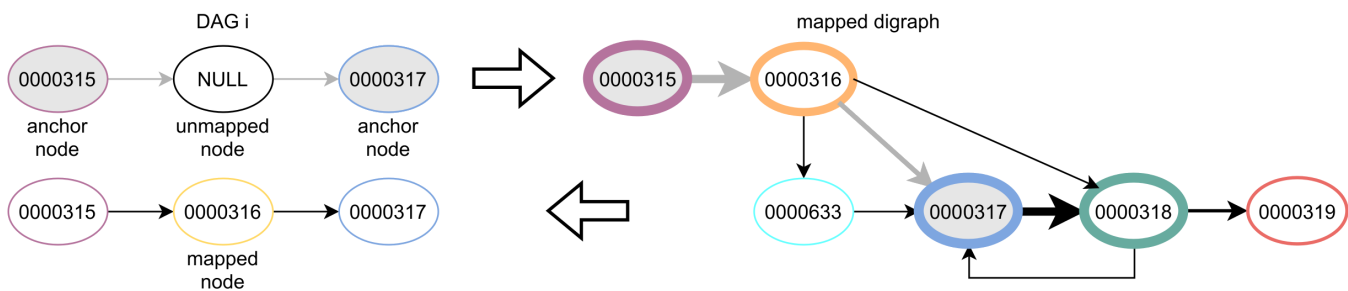 DAG i
mapped digraph
0000315 NULL 0000317
0000315 0000316
anchor
node
unmapped
node
anchor
node
0000315 0000316 0000317
mapped
node
0000633 0000317 0000318 0000319